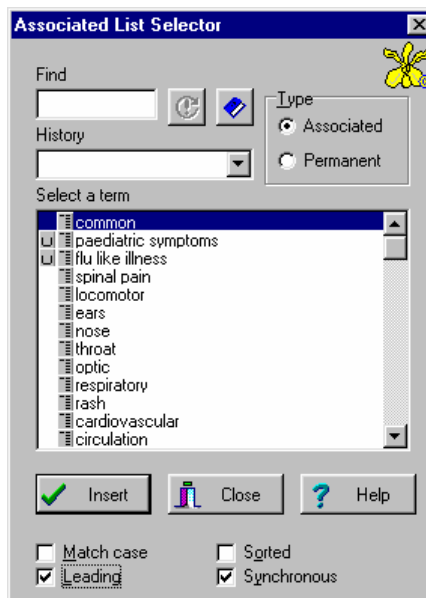 Associated List Selector
Find
Type
Associated
History
Permanent
Select a term
common
paediatric symptoms
flu like illness
spinal pain
locomotor
ears
nose
throat
optic
respiratory
rash
cardiovascular
circulation
Insert
Close
Help
Match case
Sorted
Leading
Synchronous